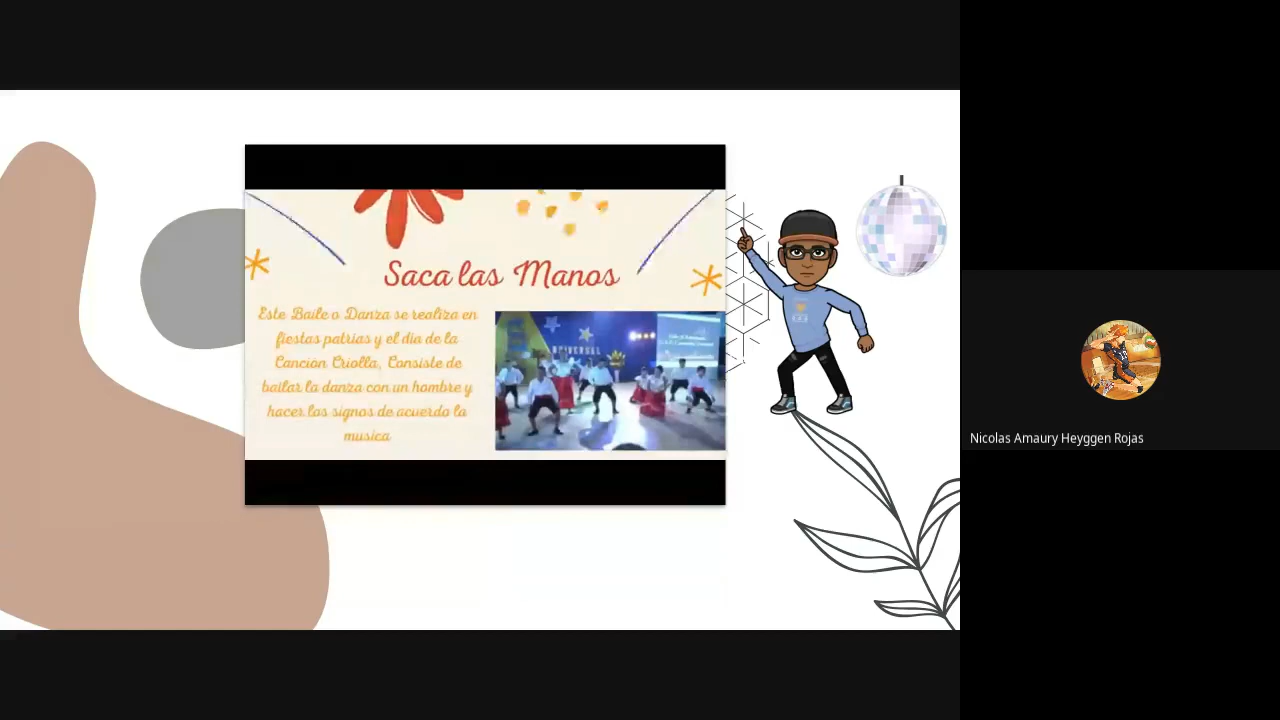 Saca las Manos
Este Baile o Danza se realiza en
fiestas patrias y el día de la
Canción Criolla, Consiste de
bailar la danza con un hombre y
hacer los signos de acuerdo la
musica
UNIVERSAL
Nicolas Amaury Heyggen Rojas